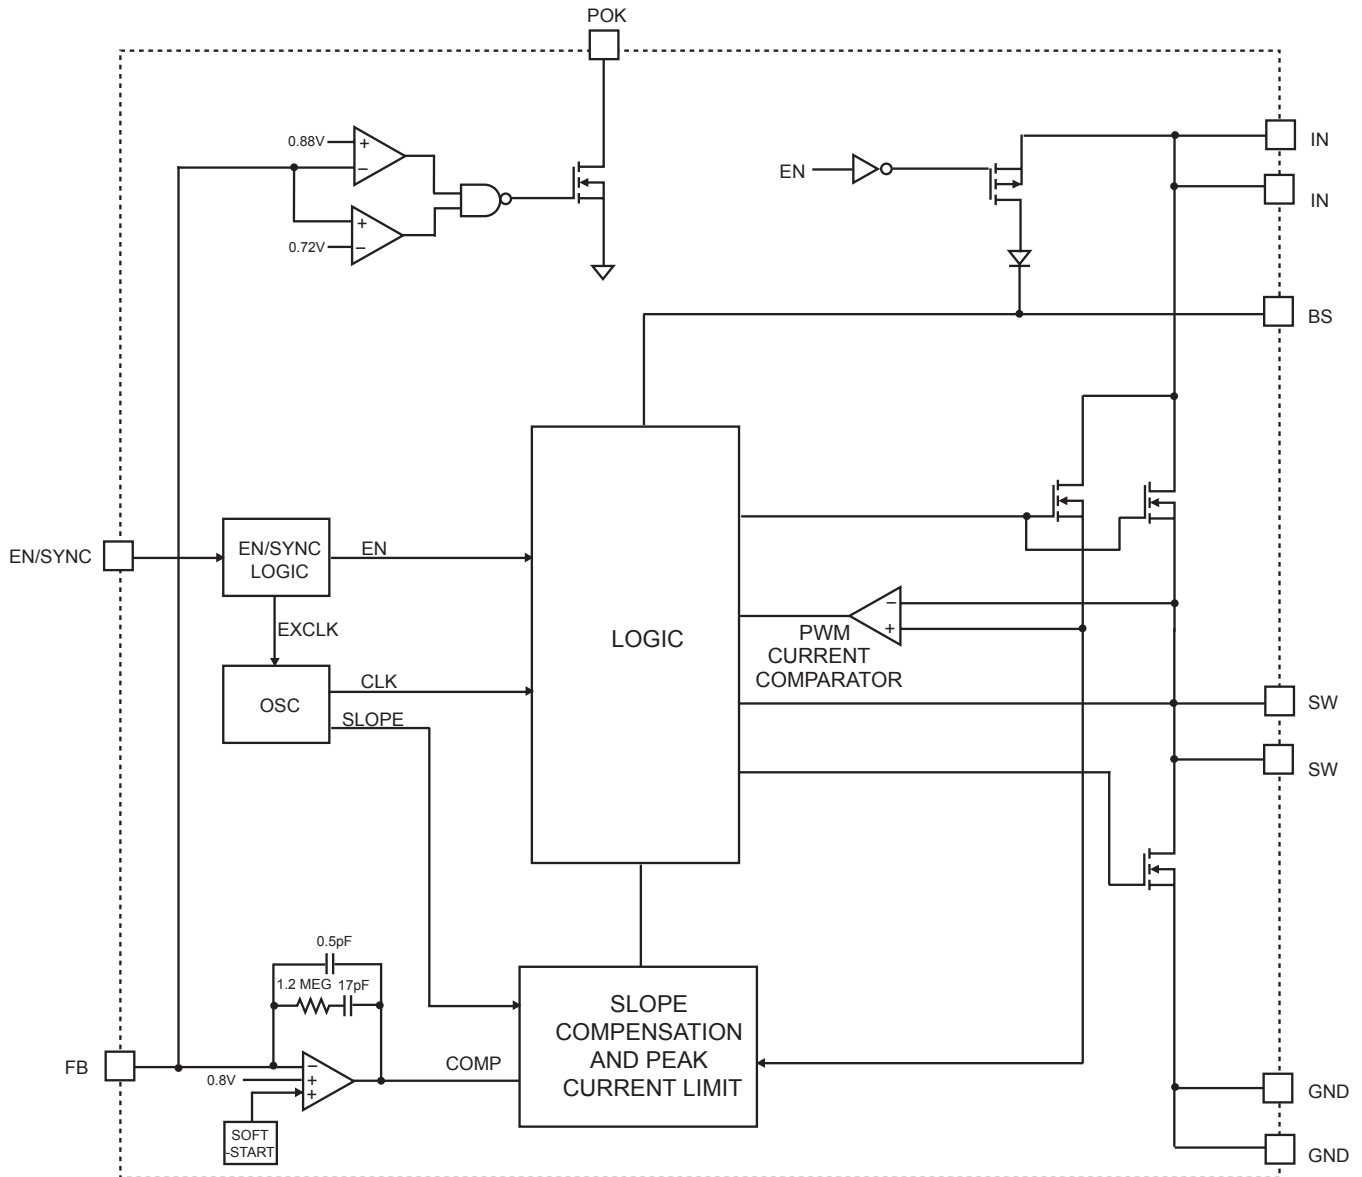 POK
0.88V
+
−
IN
EN
IN
+
0.72V
−
BS
EN/SYNC
EN/SYNC
LOGIC
EN
EXCLK
LOGIC
−
+
PWM
CURRENT
COMPARATOR
OSC
CLK
SLOPE
SW
SW
0.5pF
1.2 MEG
17pF
SLOPE
COMPENSATION
AND PEAK
CURRENT LIMIT
FB
−
0.8V
+
+
COMP
SOFT
-START
GND
GND